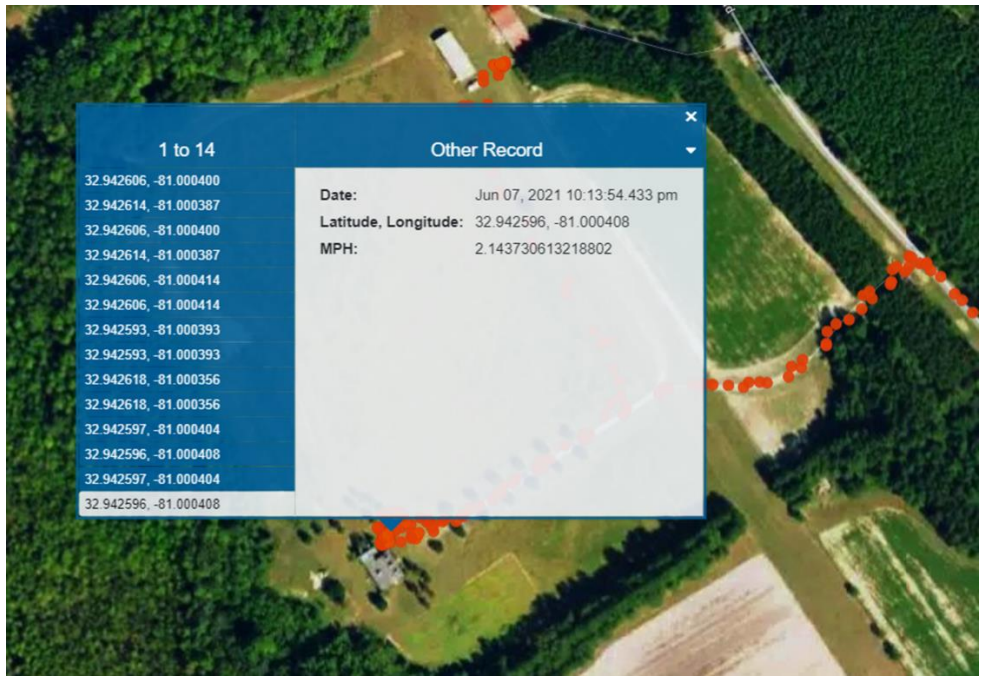 1 to 14
32.942606, -81.000400
32.942614, -81.000387
32.942606, -81.000400
32.942614, -81.000387
32.942606, -81.000414
32.942606, -81.000414
32.942593, -81.000393
32.942593, -81.000393
32.942618, -81.000356
32.942618, -81.000356
32.942597, -81.000404
32.942596, -81.000408
32.942597, -81.000404
32.942596, -81.000408
Other Record
Date: Jun 07, 2021 10:13:54.433 pm
Latitude, Longitude: 32.942596, -81.000408
MPH: 2.143730613218802